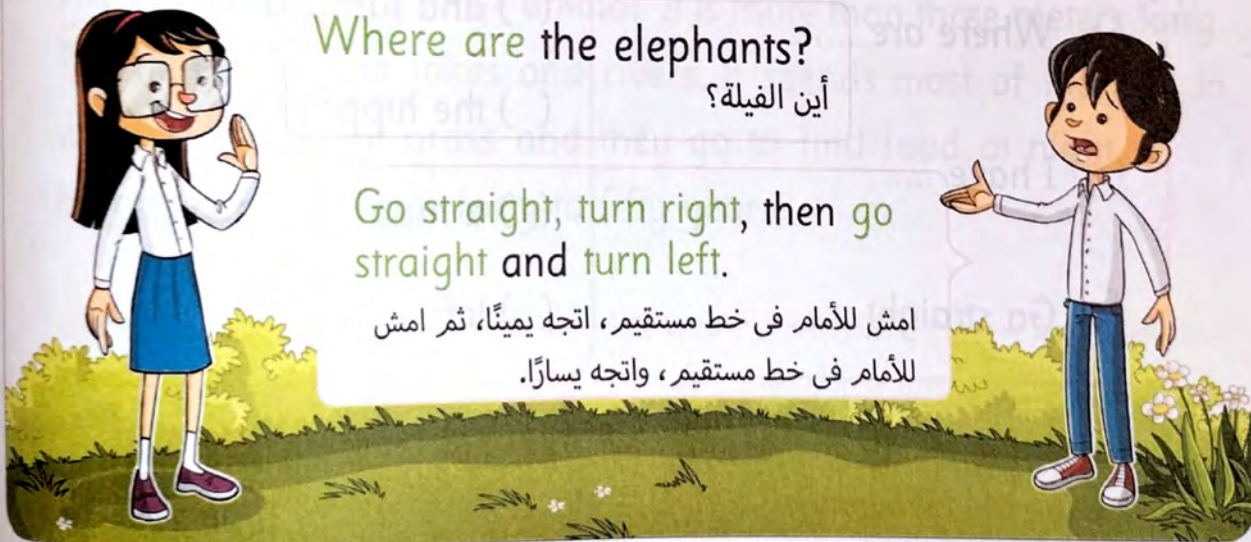 Where are the elephants?
أين الفيلة؟
Go straight, turn right, then go
straight and turn left.
امش للأمام فى خط مستقيم، اتجه يمينًا، ثم امش
للأمام فى خط مستقيم، واتجه يسارًا.